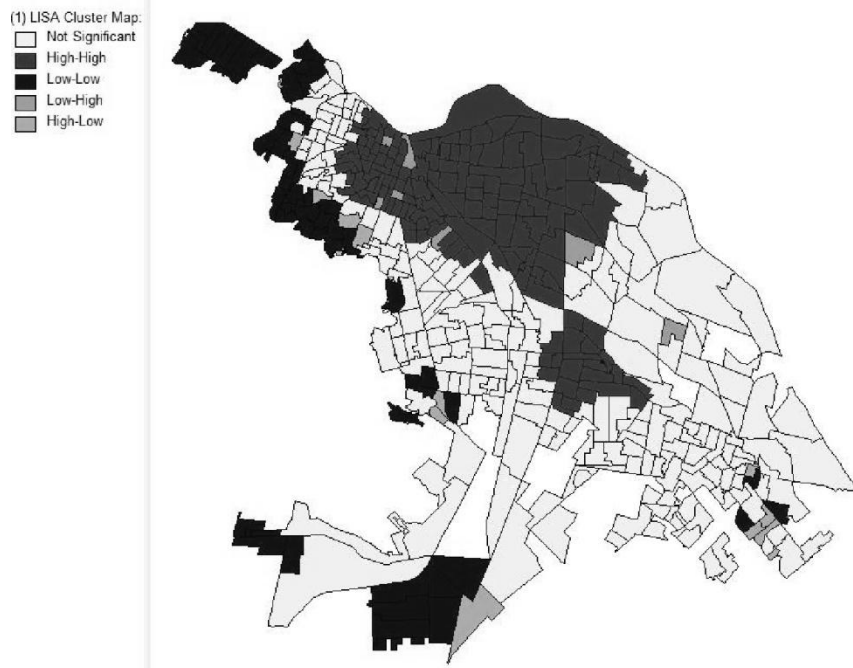 (1) LISA Cluster Map:
Not Significant
High-High
Low-Low
Low-High
High-Low